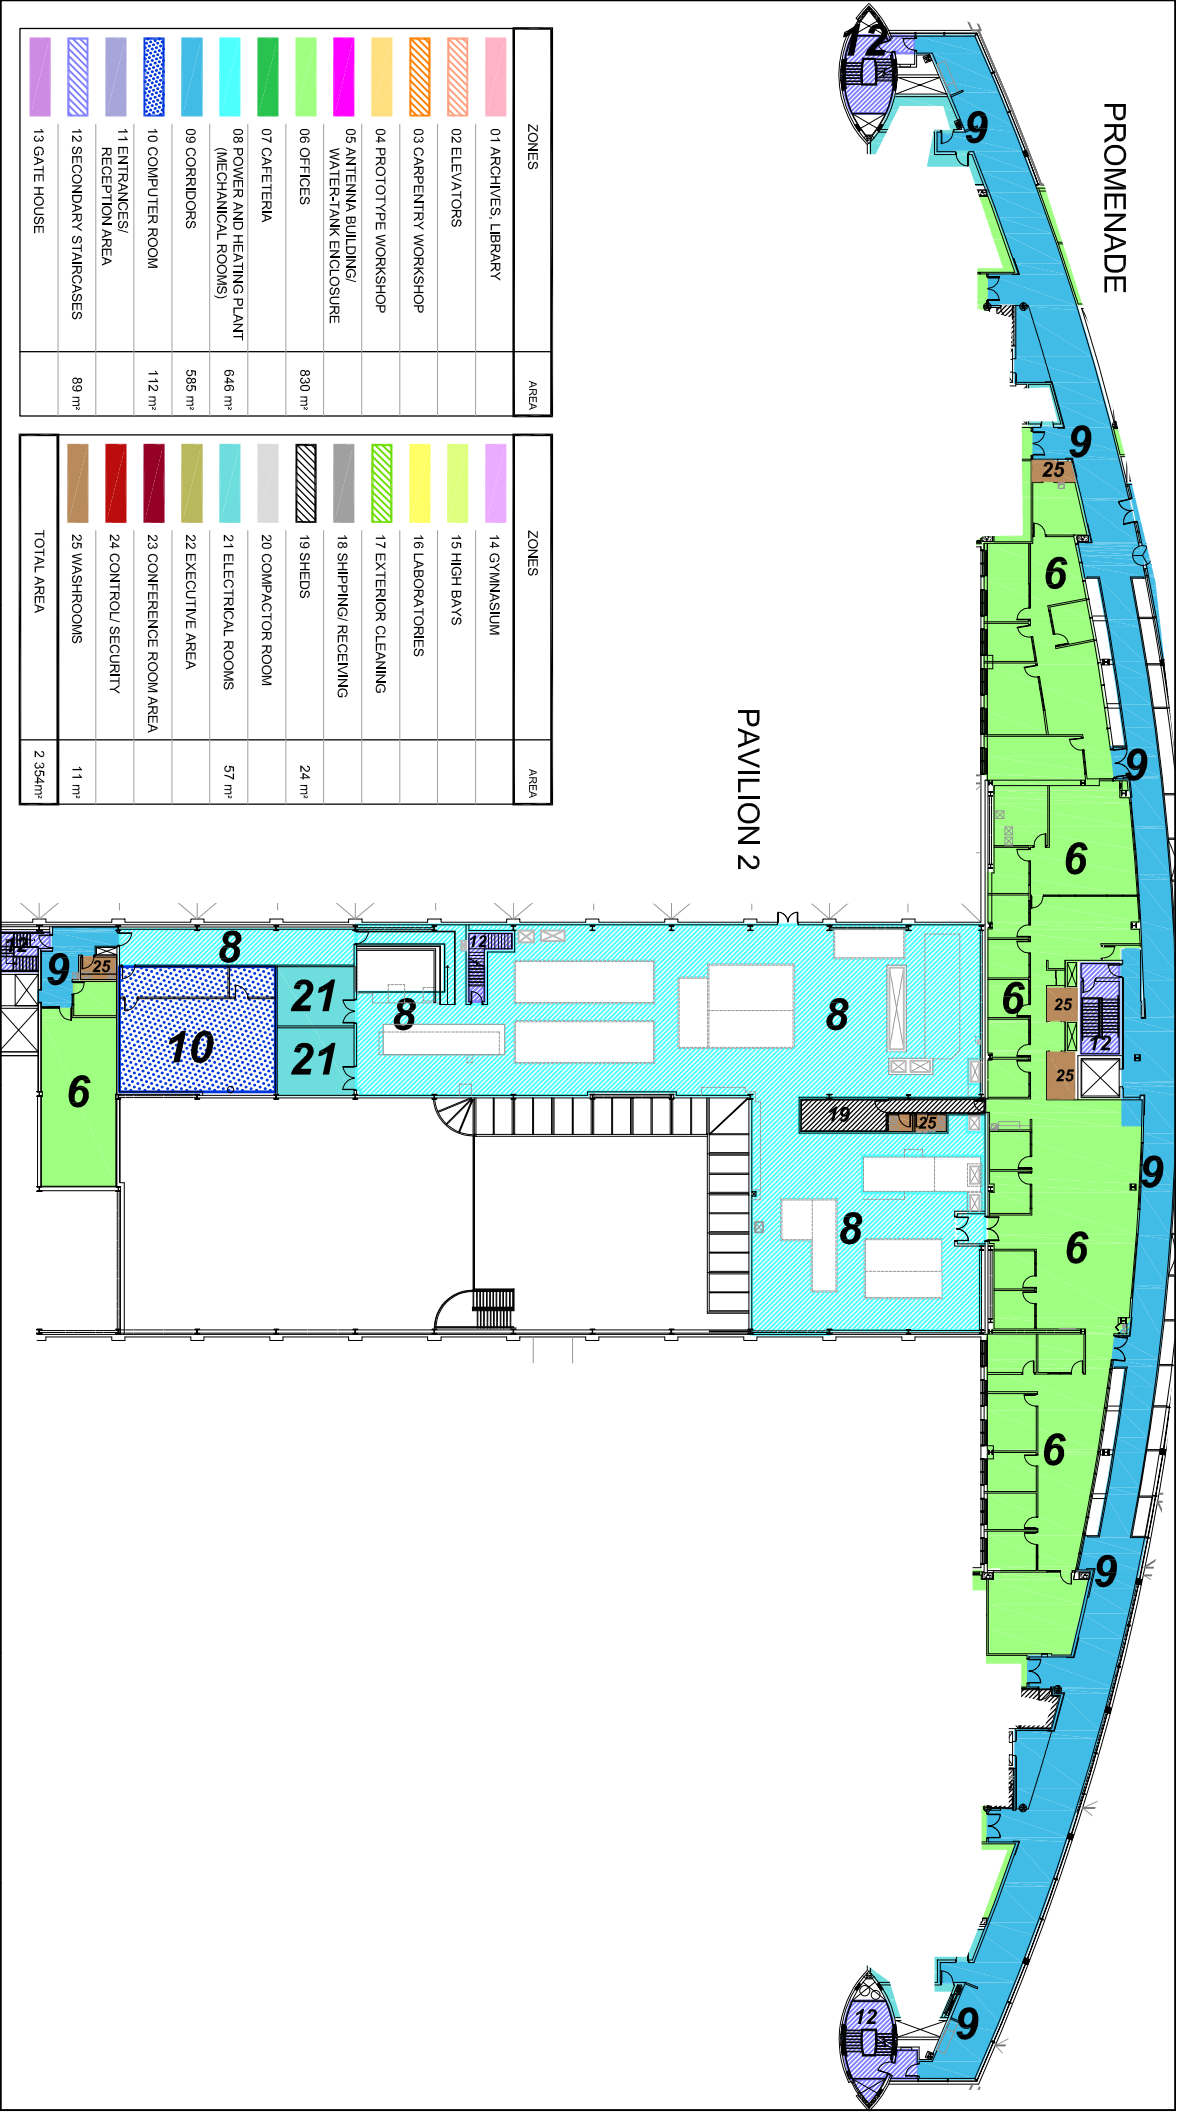 PROMENADE
PAVILION 2
ZONES
AREA
01 ARCHIVES, LIBRARY
02 ELEVATORS
03 CARPENTRY WORKSHOP
04 PROTOTYPE WORKSHOP
05 ANTENNA BUILDING/
WATER-TANK ENCLOSURE
06 OFFICES 830 m²
07 CAFETERIA
08 POWER AND HEATING PLANT
(MECHANICAL ROOMS) 646 m²
09 CORRIDORS 585 m²
10 COMPUTER ROOM 112 m²
11 ENTRANCES/
RECEPTION AREA
12 SECONDARY STAIRCASES 89 m²
13 GATE HOUSE
ZONES
AREA
14 GYMNASIUM
15 HIGH BAYS
16 LABORATORIES
17 EXTERIOR CLEANING
18 SHIPPING/ RECEIVING
19 SHEDS 24 m²
20 COMPACTOR ROOM
21 ELECTRICAL ROOMS 57 m²
22 EXECUTIVE AREA
23 CONFERENCE ROOM AREA
24 CONTROL/ SECURITY
25 WASHROOMS 11 m²
TOTAL AREA 2 354m²
12
9
9
25
6
9
6
6
25
25
12
9
6
6
9
9
12
8
8
19
25
12
8
21
21
8
10
12
9
25
6